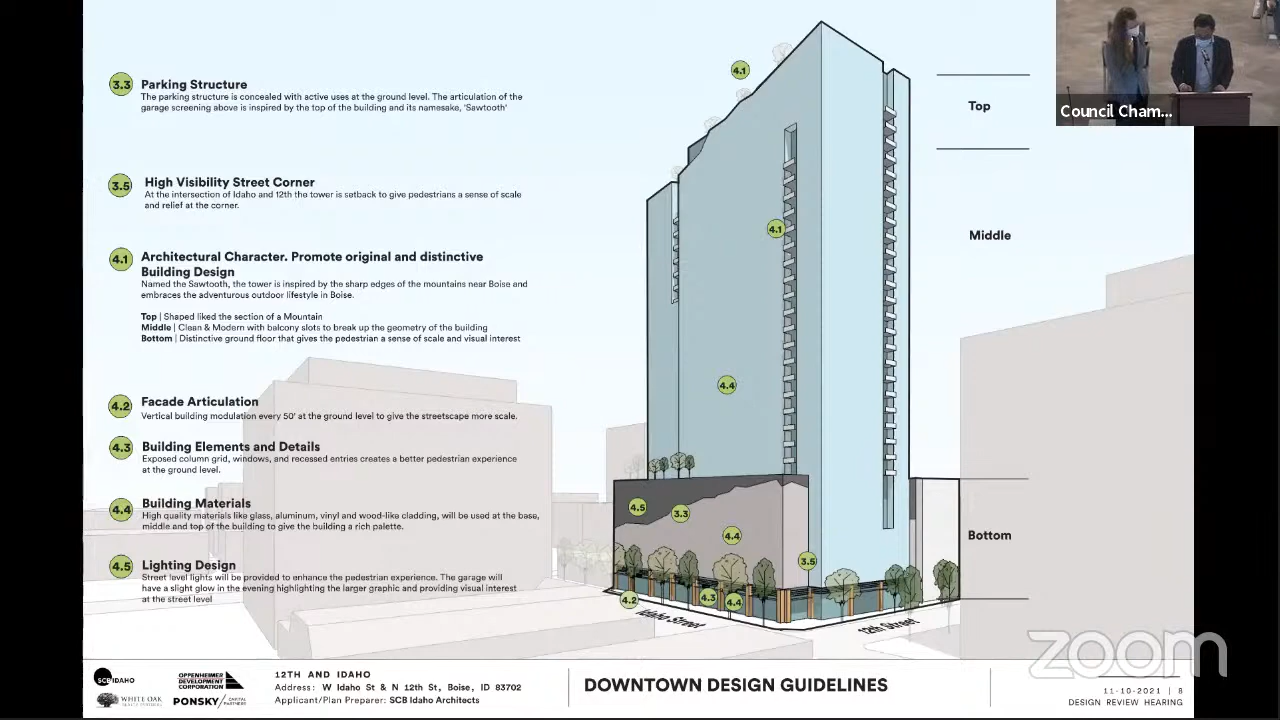 3.3 Parking Structure
The parking structure is concealed with active uses at the ground level. The articulation of the
garage screening above is inspired by the top of the building and its namesake, 'Sawtooth'
3.5 High Visibility Street Corner
At the intersection of Idaho and 12th the tower is setback to give pedestrians a sense of scale
and relief at the corner.
4.1 Architectural Character. Promote original and distinctive
Building Design
Named the Sawtooth, the tower is inspired by the sharp edges of the mountains near Boise and
embraces the adventurous outdoor lifestyle in Boise.
Top | Shaped liked the section of a Mountain
Middle | Clean & Modern with balcony slots to break up the geometry of the building
Bottom | Distinctive ground floor that gives the pedestrian a sense of scale and visual interest
4.2 Facade Articulation
Vertical building modulation every 50' at the ground level to give the streetscape more scale.
4.3 Building Elements and Details
Exposed column grid, windows, and recessed entries creates a better pedestrian experience
at the ground level.
4.4 Building Materials
High quality materials like glass, aluminum, vinyl and wood-like cladding, will be used at the base,
middle and top of the building to give the building a rich palette.
4.5 Lighting Design
Street level lights will be provided to enhance the pedestrian experience. The garage will
have a slight glow in the evening highlighting the larger graphic and providing visual interest
at the street level
4.1
4.1
4.4
4.5
3.3
4.4
3.5
4.2
4.3
4.4
Idaho Street
12th Street
Top
Middle
Bottom
Council Cham...
zoom
SCB IDAHO
OPPENHEIMER
DEVELOPMENT
CORPORATION
WHITE OAK
PONSKY CAPITAL
PARTNERS
12TH AND IDAHO
Address: W Idaho St & N 12th St, Boise, ID 83702
Applicant/Plan Preparer: SCB Idaho Architects
DOWNTOWN DESIGN GUIDELINES
11-10-2021 | 8
DESIGN REVIEW HEARING